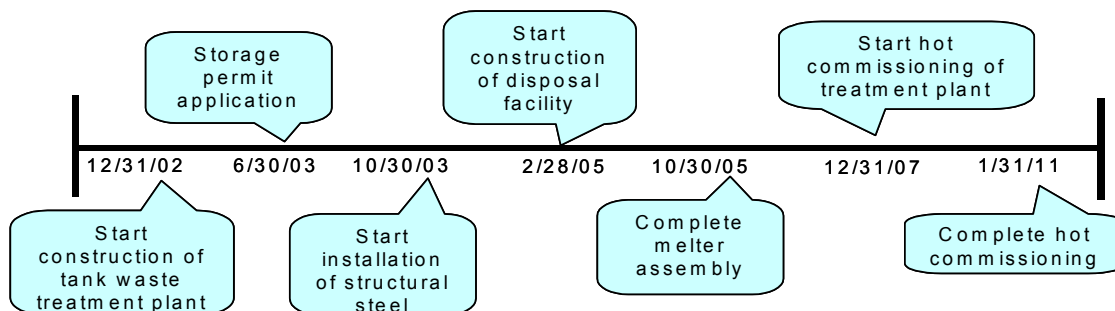 Storage
permit
application
Start
construction
of disposal
facility
Start hot
commissioning of
treatment plant
12/31/02 6/30/03 10/30/03 2/28/05 10/30/05 12/31/07 1/31/11
Start
construction of
tank waste
treatment plant
Start
installation
of structural
steel
Complete
melter
assembly
Complete hot
commissioning